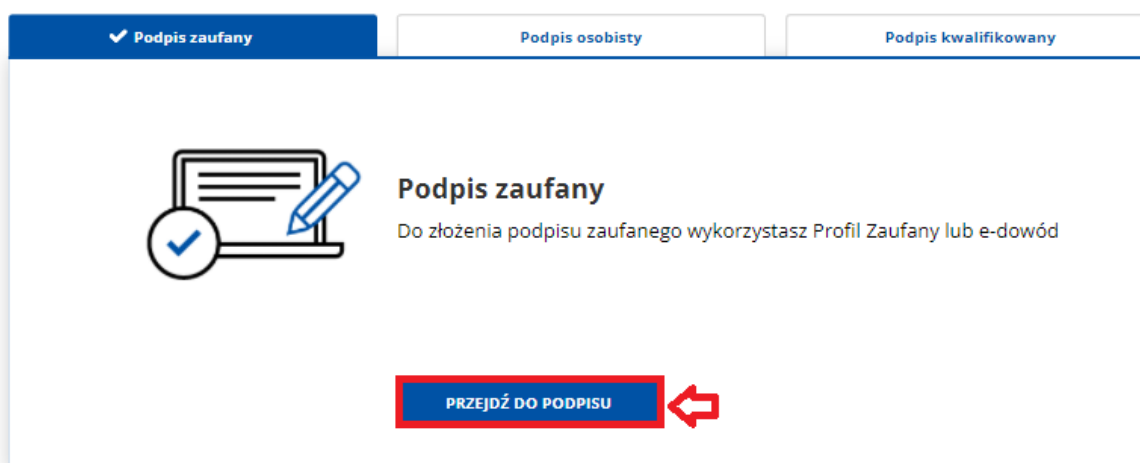 Podpis zaufany
Podpis osobisty
Podpis kwalifikowany
Podpis zaufany
Do złożenia podpisu zaufanego wykorzystasz Profil Zaufany lub e-dowód
PRZEJDŹ DO PODPISU